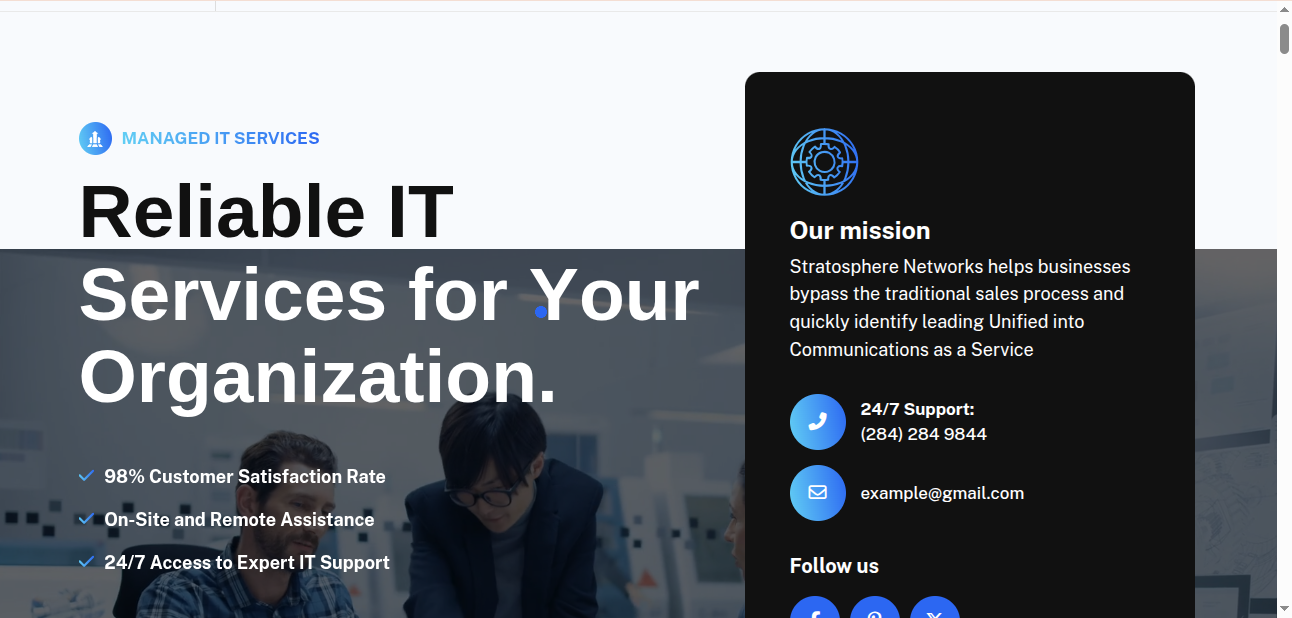 MANAGED IT SERVICES
Reliable IT
Services for Your
Organization.
98% Customer Satisfaction Rate
On-Site and Remote Assistance
24/7 Access to Expert IT Support
Our mission
Stratosphere Networks helps businesses
bypass the traditional sales process and
quickly identify leading Unified into
Communications as a Service
24/7 Support:
(284) 284 9844
example@gmail.com
Follow us